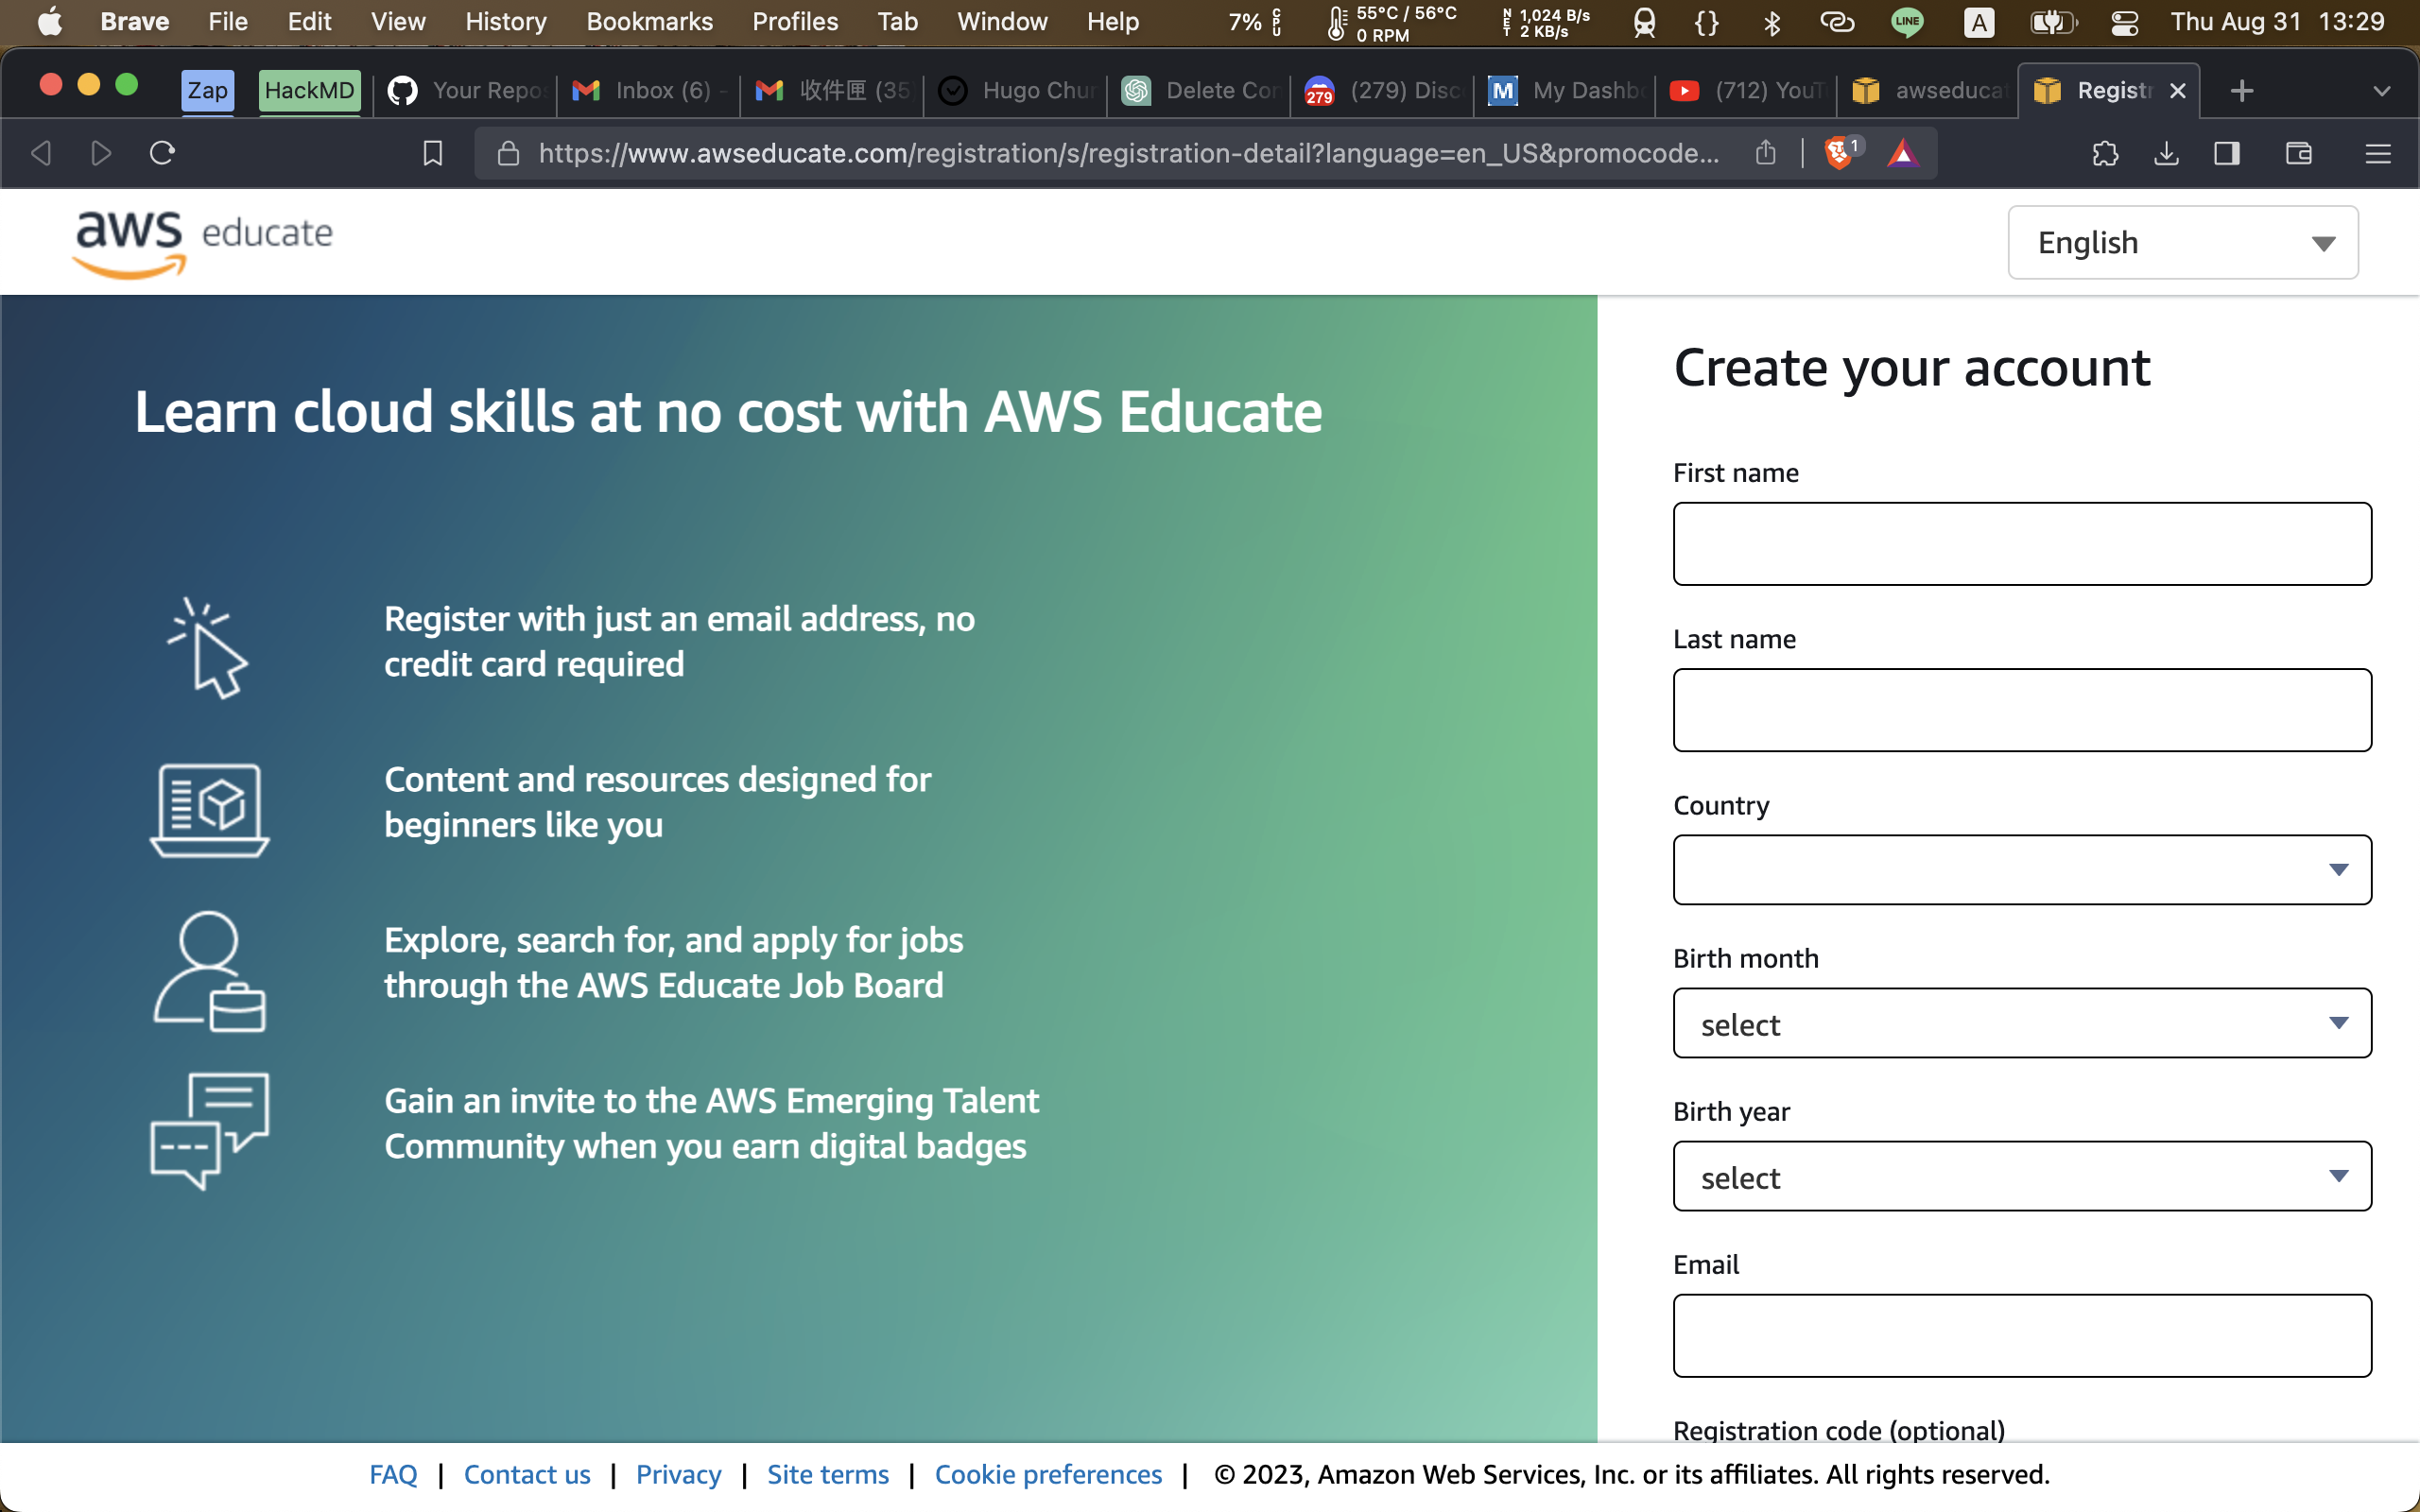 Brave File Edit View History Bookmarks Profiles Tab Window Help 7% CPU 55°C / 56°C 0 RPM NET 1,024 B/s 2 KB/s LINE A Thu Aug 31 13:29
Zap HackMD Your Repos Inbox (6) - 收件匣 (35 Hugo Chu Delete Con 279 (279) Disc M My Dashb (712) YouT awseducat Registr
https://www.awseducate.com/registration/s/registration-detail?language=en_US&promocode... 1
aws educate
English
Learn cloud skills at no cost with AWS Educate
Register with just an email address, no
credit card required
Content and resources designed for
beginners like you
Explore, search for, and apply for jobs
through the AWS Educate Job Board
Gain an invite to the AWS Emerging Talent
Community when you earn digital badges
Create your account
First name
Last name
Country
Birth month
select
Birth year
select
Email
Registration code (optional)
FAQ | Contact us | Privacy | Site terms | Cookie preferences | © 2023, Amazon Web Services, Inc. or its affiliates. All rights reserved.